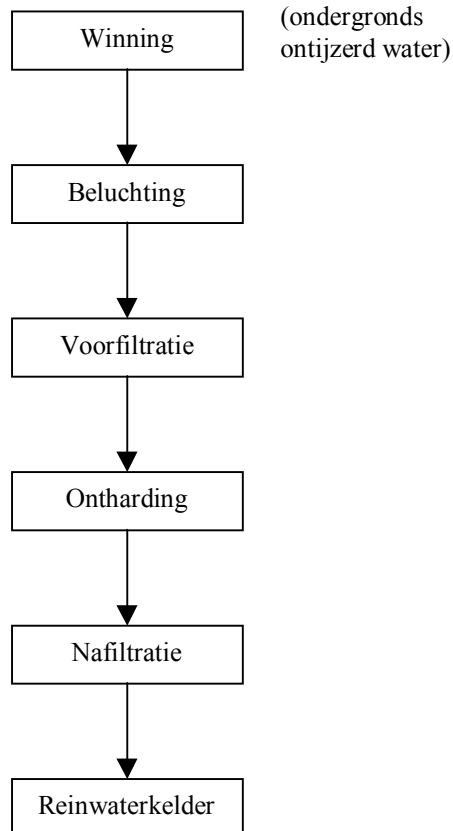 Winning
(ondergronds
ontijzerd water)
Beluchting
Voorfiltratie
Ontharding
Nafiltratie
Reinwaterkelder